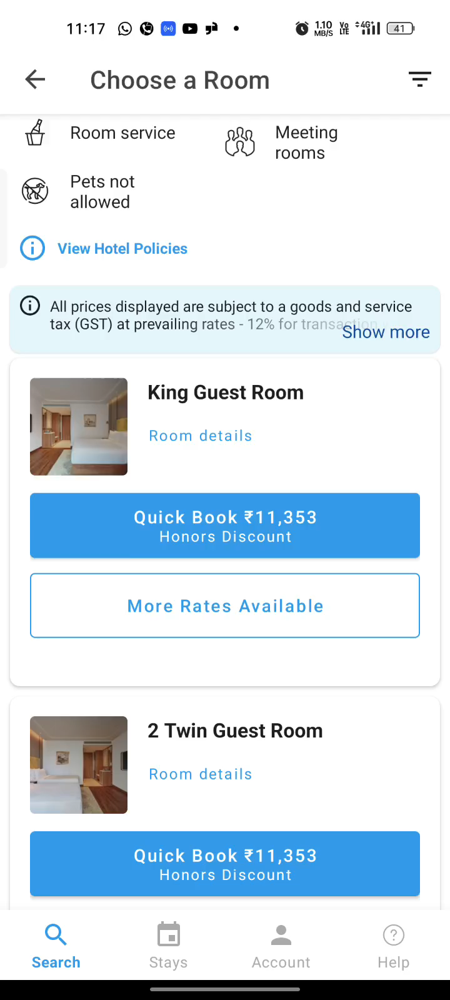 11:17
1.10
MB/S
Vo
LTE
4G+
41
Choose a Room
Room service
Meeting
rooms
Pets not
allowed
View Hotel Policies
All prices displayed are subject to a goods and service
tax (GST) at prevailing rates - 12% for transaction
Show more
King Guest Room
Room details
Quick Book ₹11,353
Honors Discount
More Rates Available
2 Twin Guest Room
Room details
Quick Book ₹11,353
Honors Discount
Search
Stays
Account
Help